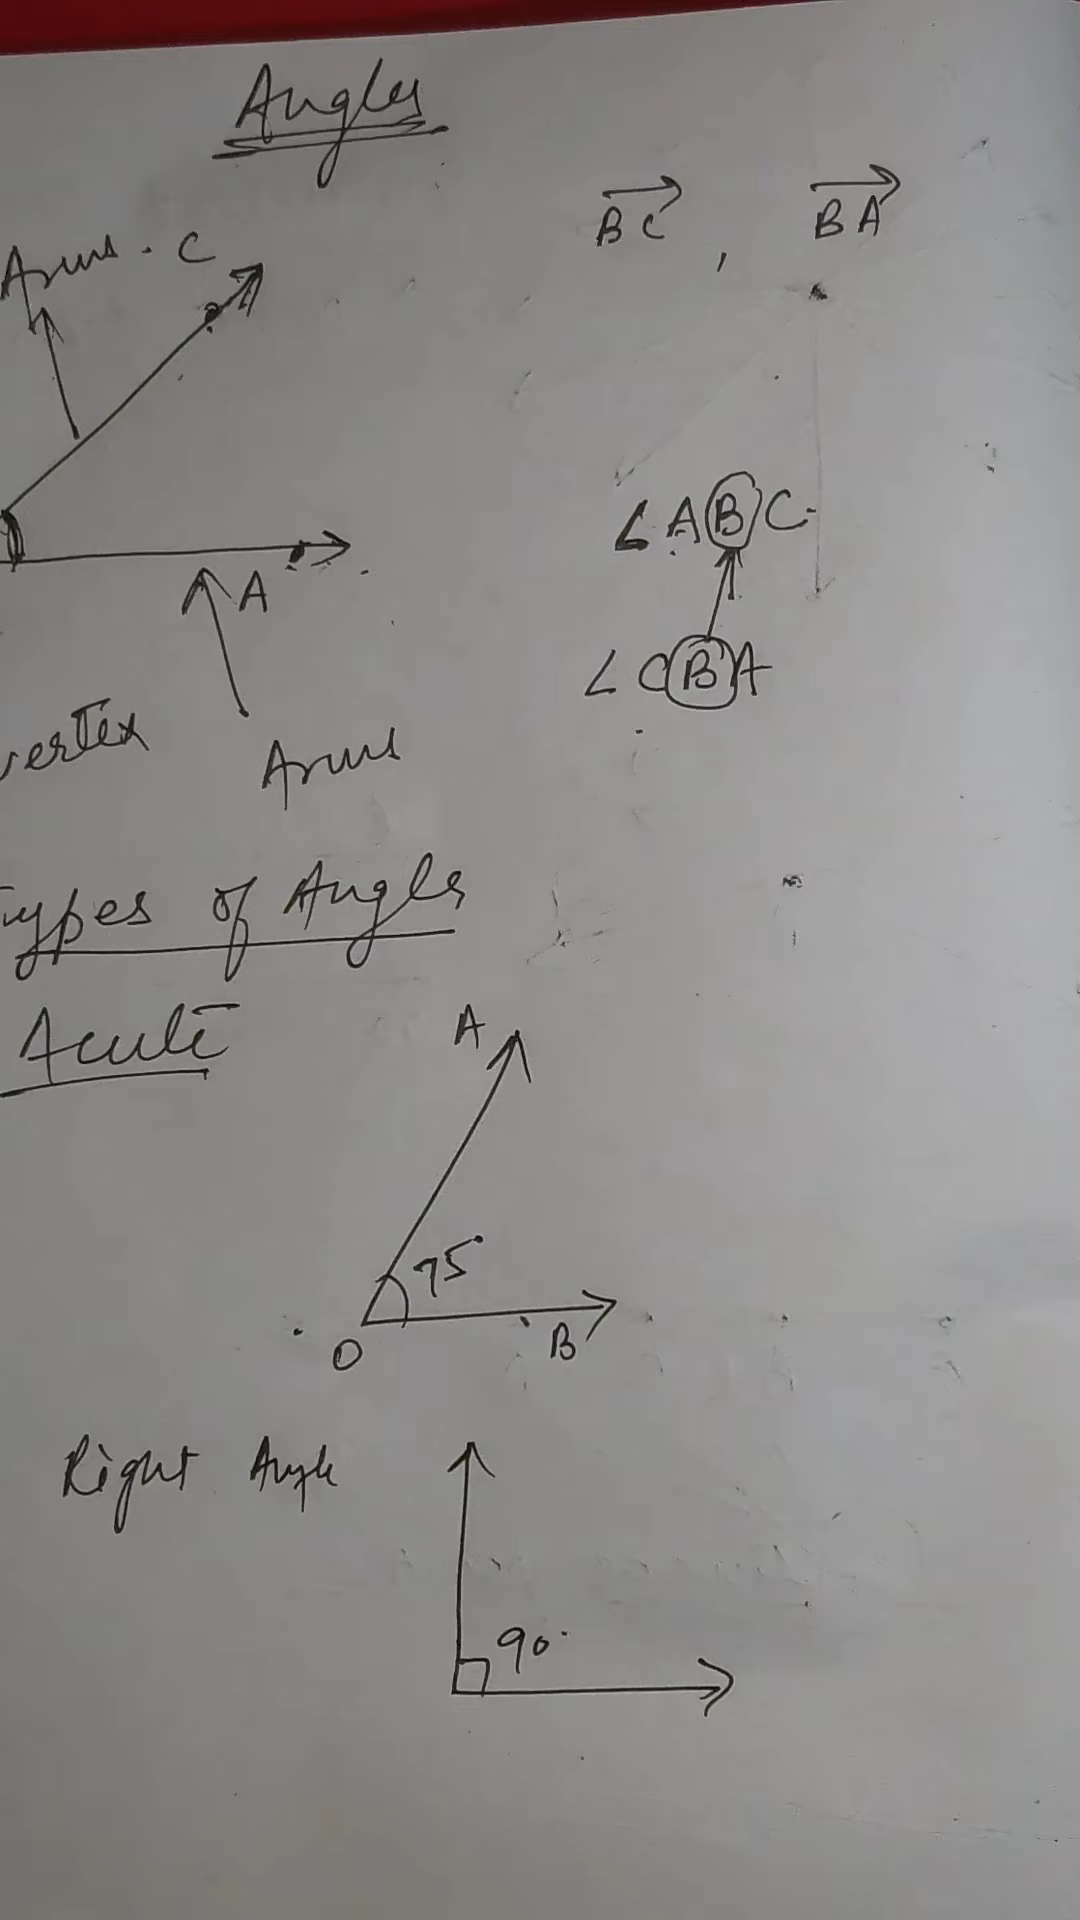 Angles
BC , BA
Arms . C
∠ABC
A
∠CBA
vertex
Arms
Types of Angles
Acute
A
75°
O
B
Right Angle
90°